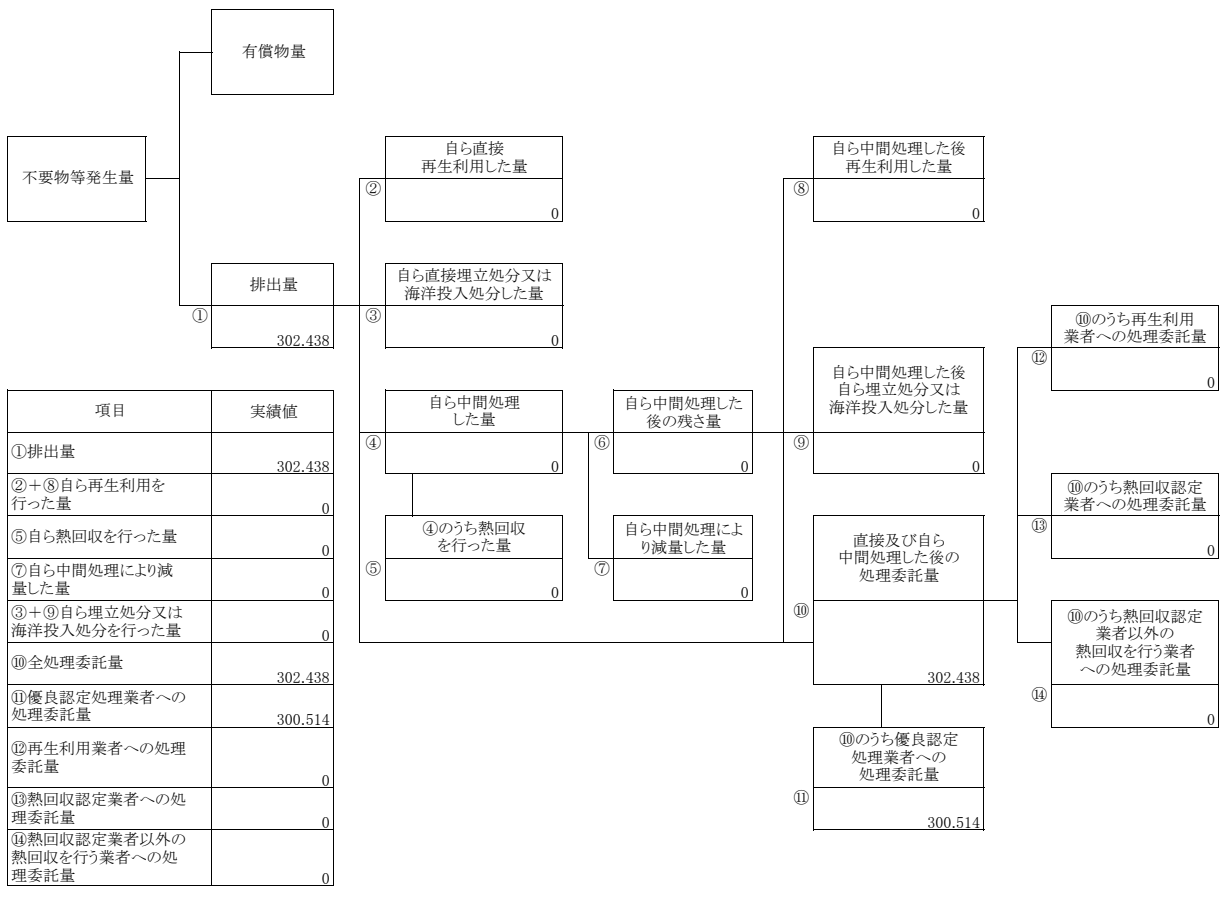 有償物量
不要物等発生量
排出量
①
302.438
自ら直接
再生利用した量
②
0
自ら直接埋立処分又は
海洋投入処分した量
③
0
自ら中間処理
した量
④
0
④のうち熱回収
を行った量
⑤
0
自ら中間処理した
後の残さ量
⑥
0
自ら中間処理によ
り減量した量
⑦
0
自ら中間処理した後
再生利用した量
⑧
0
自ら中間処理した後
自ら埋立処分又は
海洋投入処分した量
⑨
0
直接及び自ら
中間処理した後の
処理委託量
⑩
302.438
⑩のうち優良認定
処理業者への
処理委託量
⑪
300.514
⑩のうち再生利用
業者への処理委託量
⑫
0
⑩のうち熱回収認定
業者への処理委託量
⑬
0
⑩のうち熱回収認定
業者以外の
熱回収を行う業者
への処理委託量
⑭
0
項目 実績値
①排出量
302.438
②＋⑧自ら再生利用を
行った量
0
⑤自ら熱回収を行った量
0
⑦自ら中間処理により減
量した量
0
③＋⑨自ら埋立処分又は
海洋投入処分を行った量
0
⑩全処理委託量
302.438
⑪優良認定処理業者への
処理委託量
300.514
⑫再生利用業者への処理
委託量
0
⑬熱回収認定業者への処
理委託量
0
⑭熱回収認定業者以外の
熱回収を行う業者への処
理委託量
0